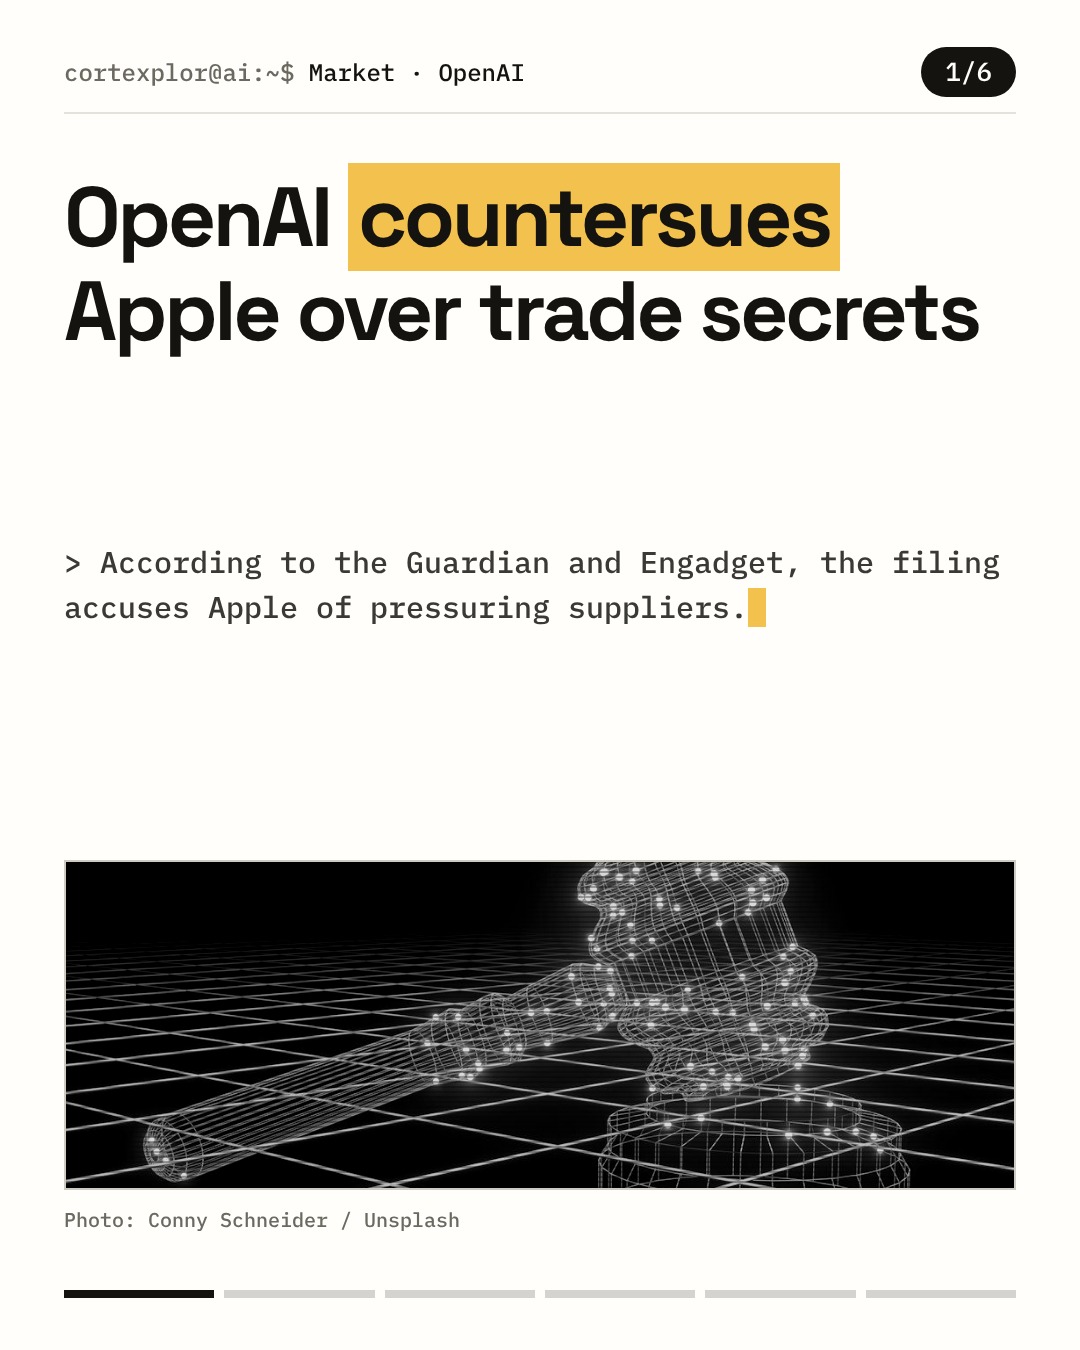 cortexplor@ai:~$ Market · OpenAI
1/6
OpenAI countersues
Apple over trade secrets
> According to the Guardian and Engadget, the filing
accuses Apple of pressuring suppliers.
Photo: Conny Schneider / Unsplash